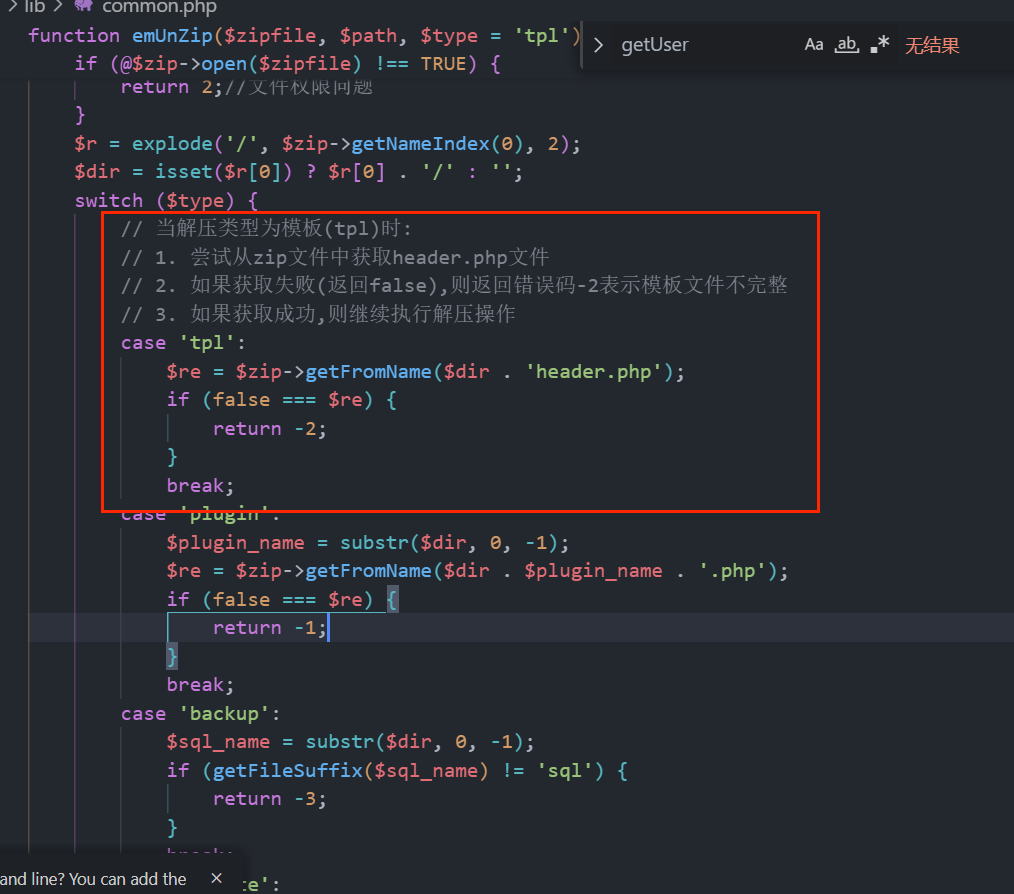 lib > common.php
function emUnZip($zipfile, $path, $type = 'tpl')
getUser Aa ab .* 无结果
if (@$zip->open($zipfile) !== TRUE) {
return 2;//文件权限问题
}
$r = explode('/', $zip->getNameIndex(0), 2);
$dir = isset($r[0]) ? $r[0] . '/' : '';
switch ($type) {
// 当解压类型为模板(tpl)时:
// 1. 尝试从zip文件中获取header.php文件
// 2. 如果获取失败(返回false),则返回错误码-2表示模板文件不完整
// 3. 如果获取成功,则继续执行解压操作
case 'tpl':
$re = $zip->getFromName($dir . 'header.php');
if (false === $re) {
return -2;
}
break;
case 'plugin':
$plugin_name = substr($dir, 0, -1);
$re = $zip->getFromName($dir . $plugin_name . '.php');
if (false === $re) {
return -1;
}
break;
case 'backup':
$sql_name = substr($dir, 0, -1);
if (getFileSuffix($sql_name) != 'sql') {
return -3;
}
break;
and line? You can add the
te':